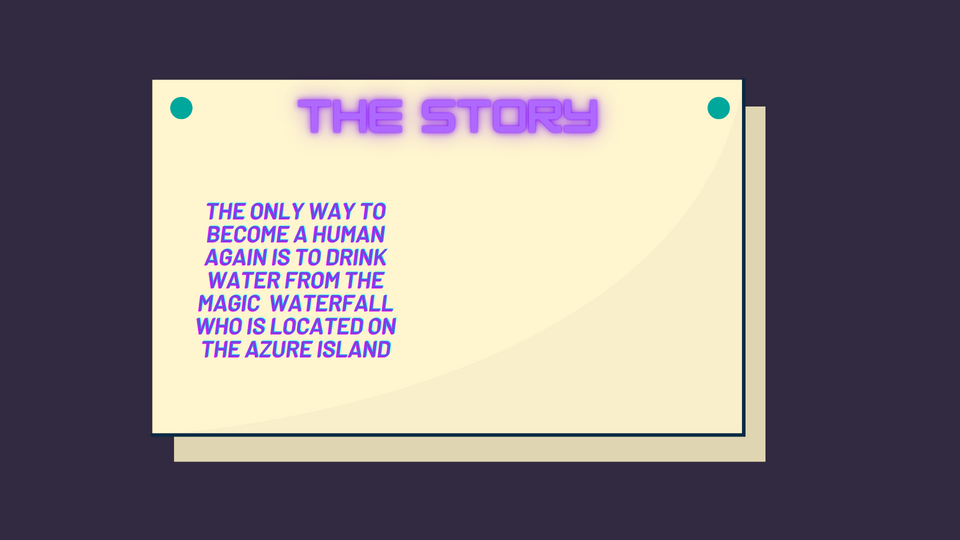 THE STORY
THE ONLY WAY TO
BECOME A HUMAN
AGAIN IS TO DRINK
WATER FROM THE
MAGIC WATERFALL
WHO IS LOCATED ON
THE AZURE ISLAND